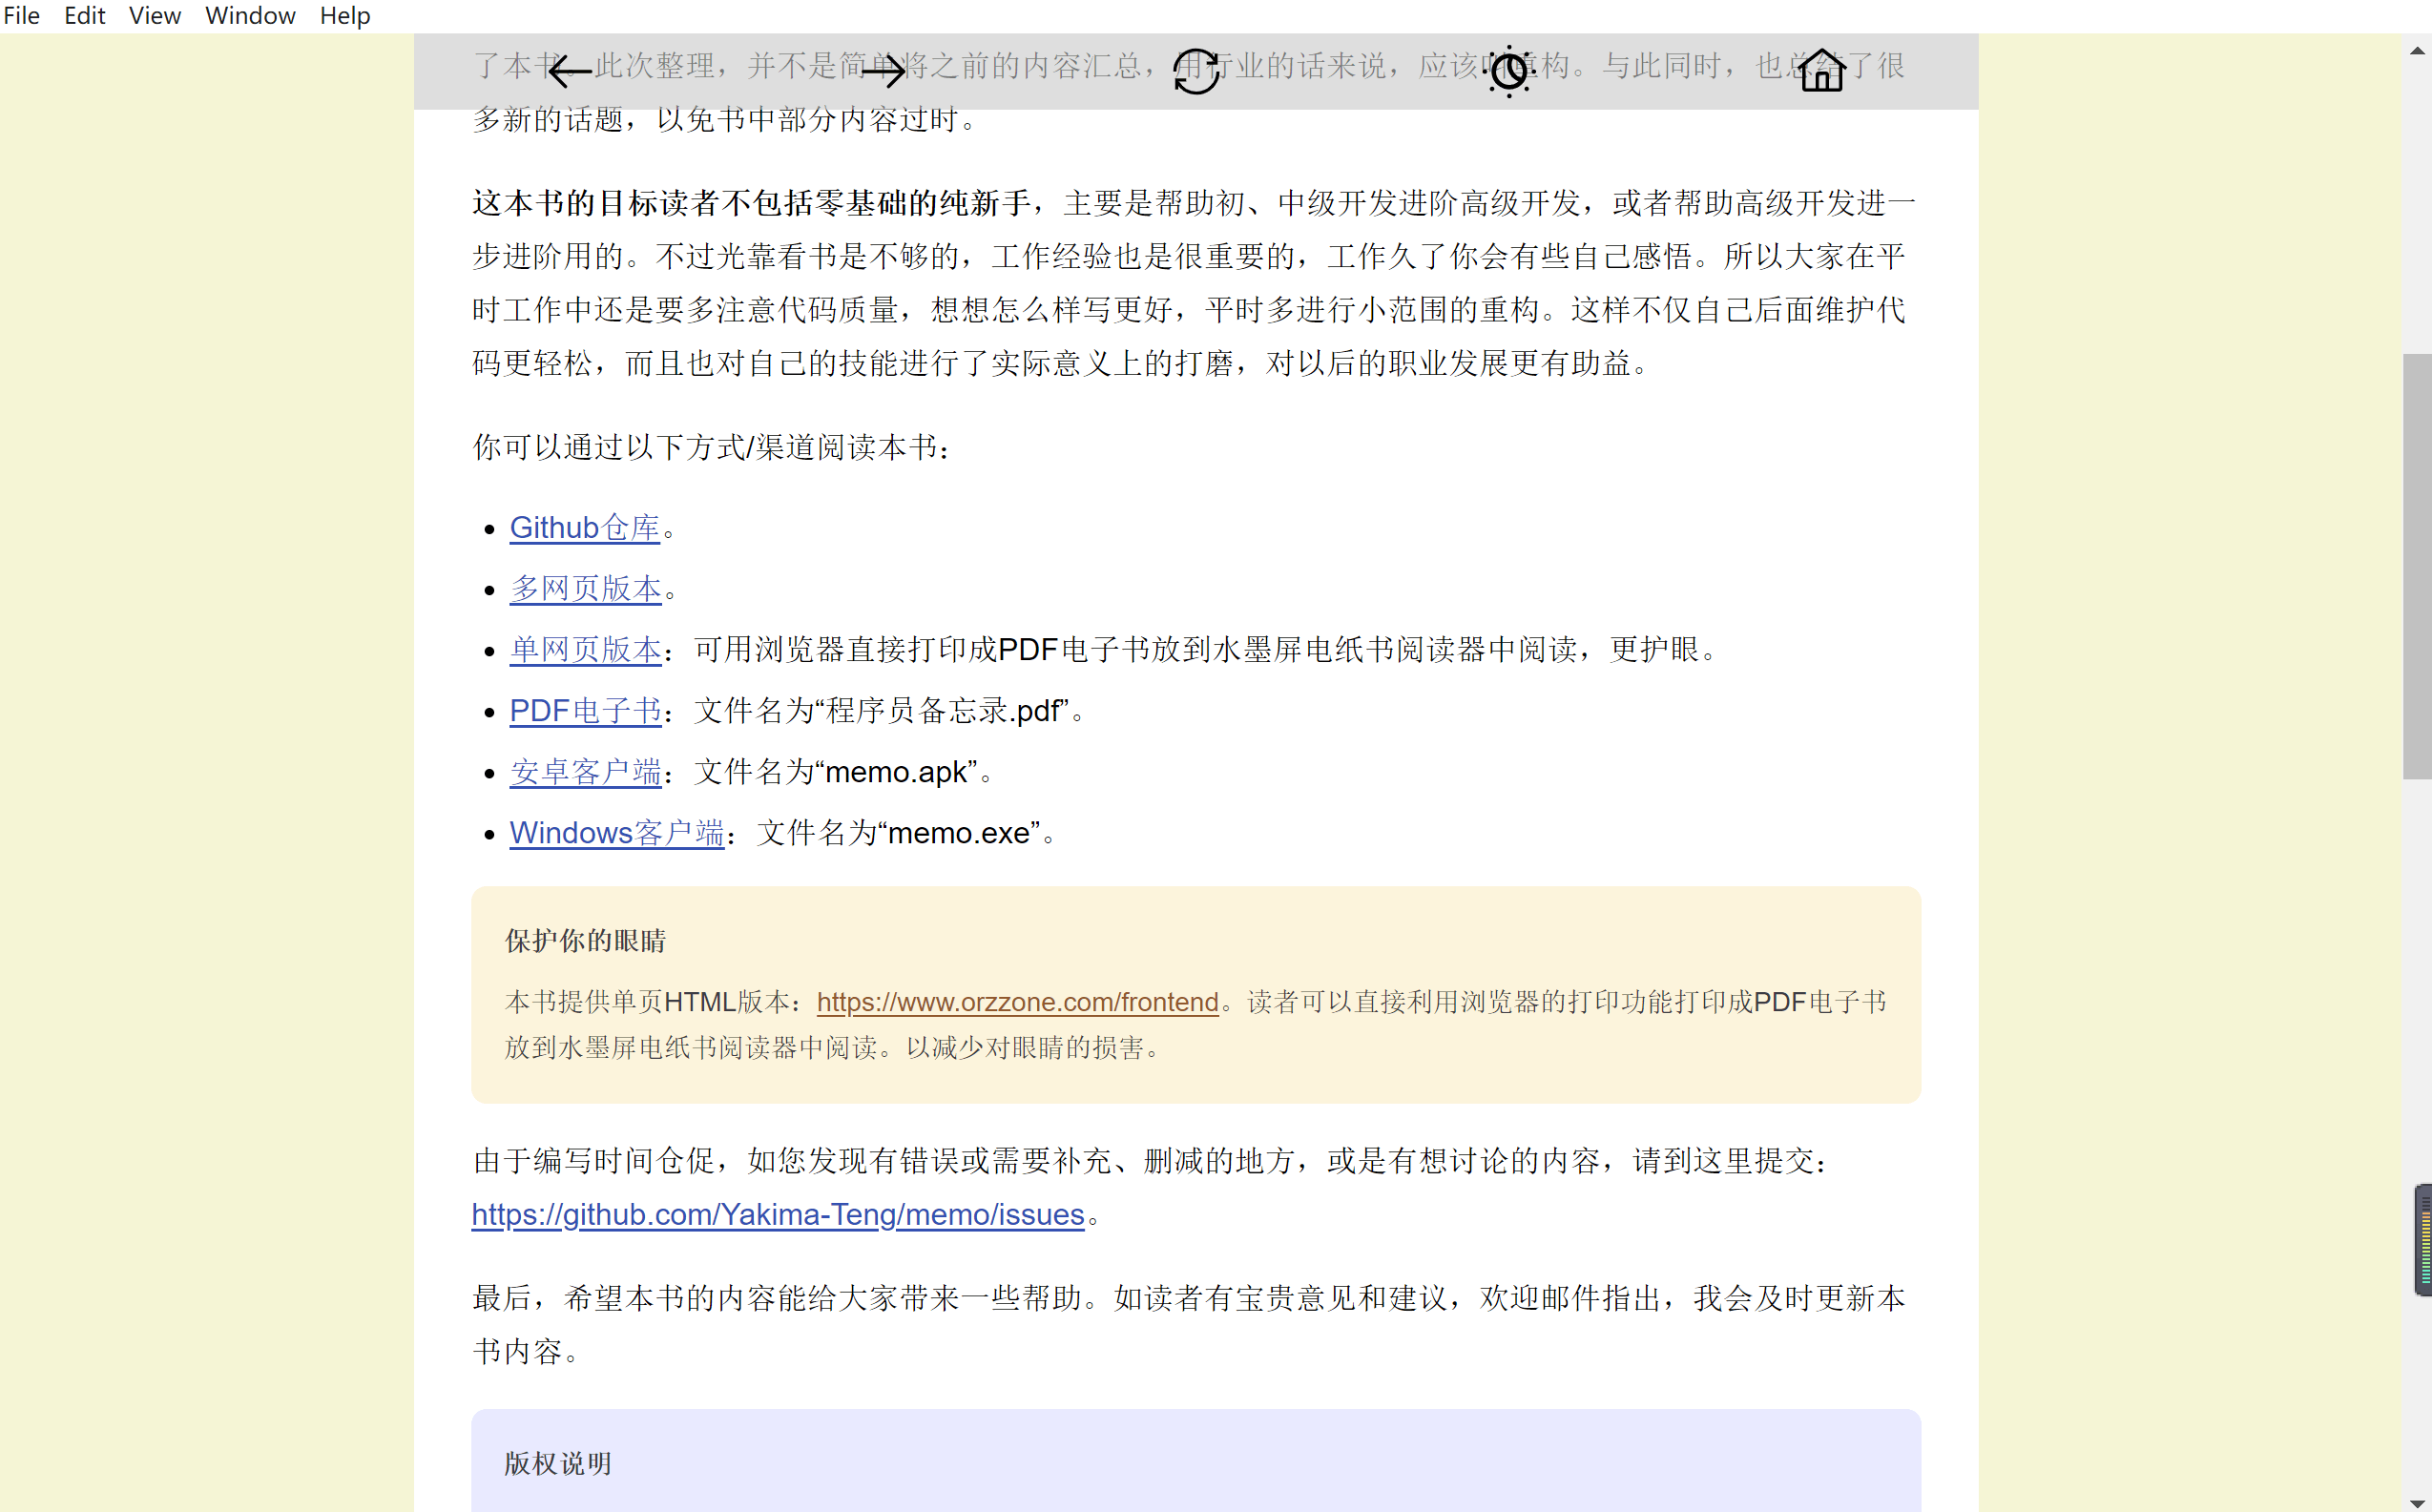 File Edit View Window Help
了本书。此次整理，并不是简单将之前的内容汇总，用行业的话来说，应该叫重构。与此同时，也总结了很
多新的话题，以免书中部分内容过时。
这本书的目标读者不包括零基础的纯新手，主要是帮助初、中级开发进阶高级开发，或者帮助高级开发进一
步进阶用的。不过光靠看书是不够的，工作经验也是很重要的，工作久了你会有些自己感悟。所以大家在平
时工作中还是要多注意代码质量，想想怎么样写更好，平时多进行小范围的重构。这样不仅自己后面维护代
码更轻松，而且也对自己的技能进行了实际意义上的打磨，对以后的职业发展更有助益。
你可以通过以下方式/渠道阅读本书：
• Github仓库。
• 多网页版本。
• 单网页版本：可用浏览器直接打印成PDF电子书放到水墨屏电纸书阅读器中阅读，更护眼。
• PDF电子书：文件名为“程序员备忘录.pdf”。
• 安卓客户端：文件名为“memo.apk”。
• Windows客户端：文件名为“memo.exe”。
保护你的眼睛
本书提供单页HTML版本：https://www.orzzone.com/frontend。读者可以直接利用浏览器的打印功能打印成PDF电子书
放到水墨屏电纸书阅读器中阅读。以减少对眼睛的损害。
由于编写时间仓促，如您发现有错误或需要补充、删减的地方，或是有想讨论的内容，请到这里提交：
https://github.com/Yakima-Teng/memo/issues。
最后，希望本书的内容能给大家带来一些帮助。如读者有宝贵意见和建议，欢迎邮件指出，我会及时更新本
书内容。
版权说明